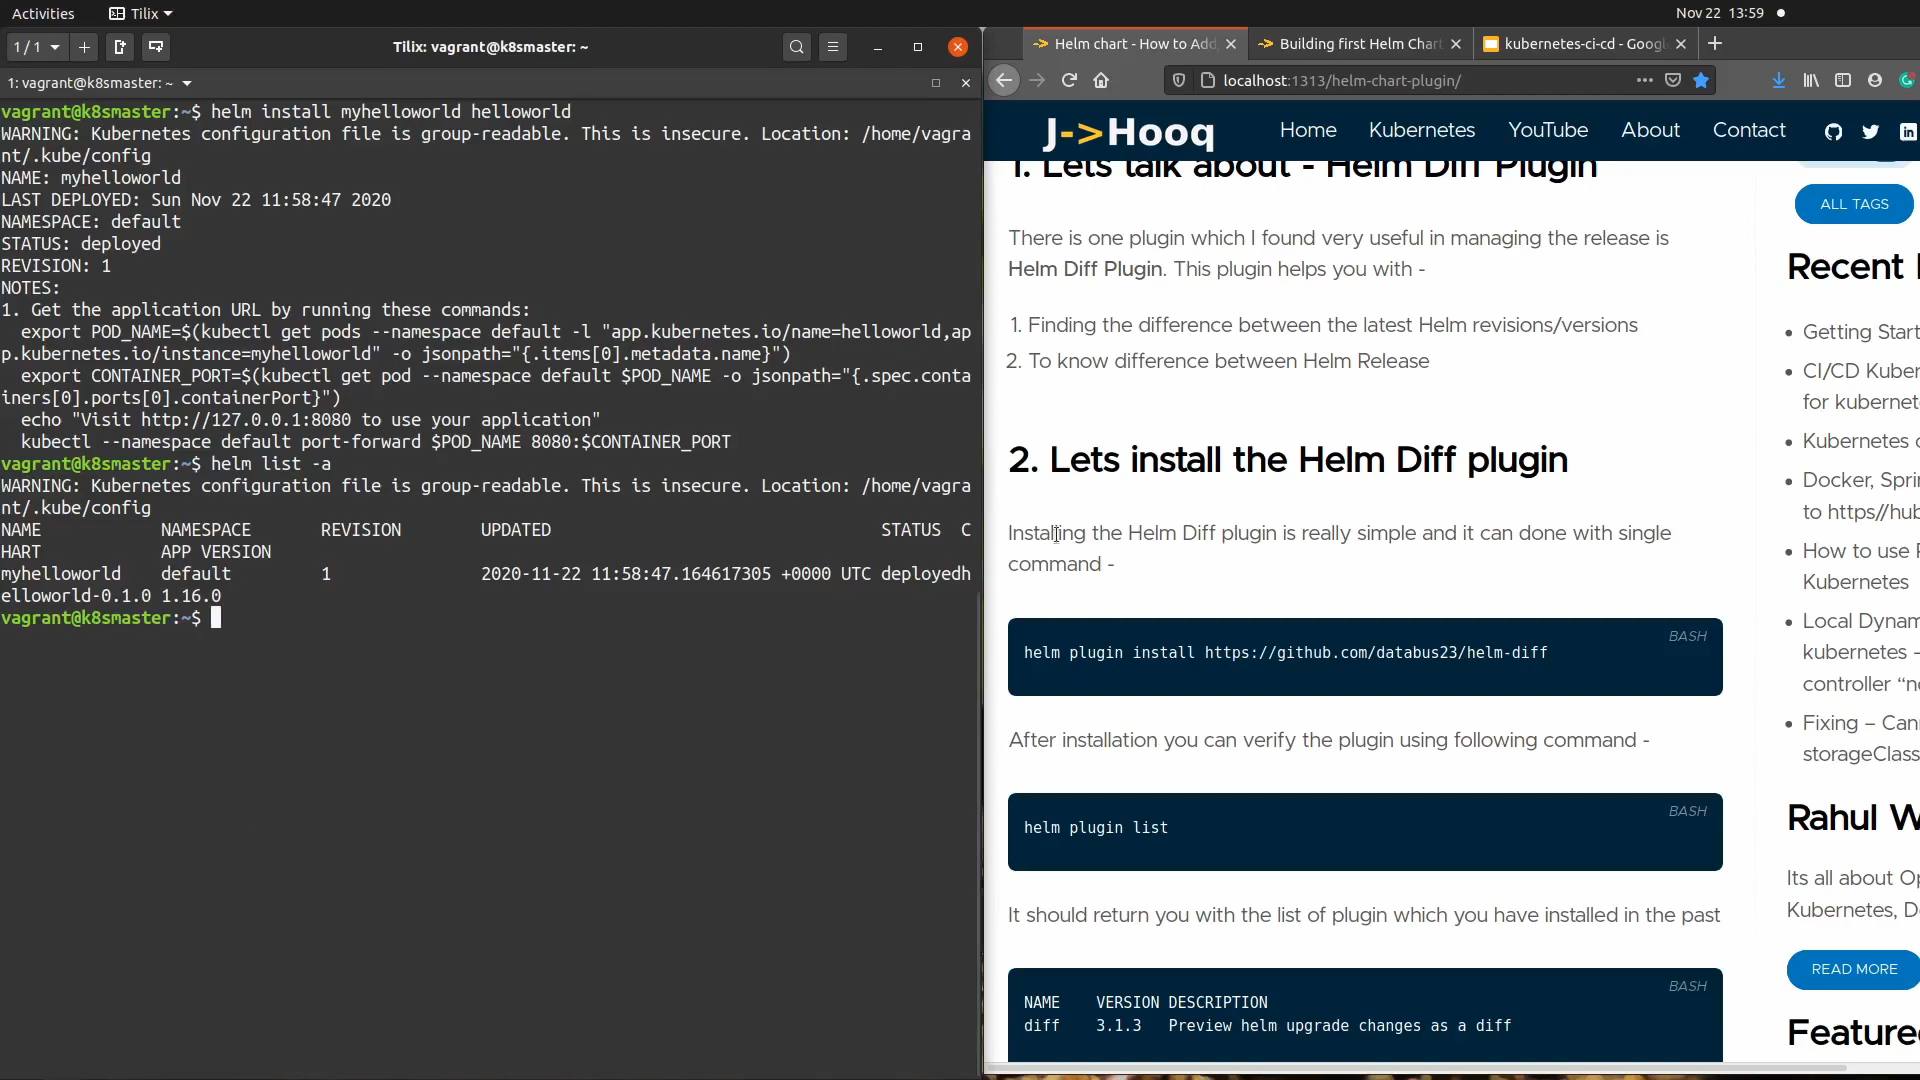 Activities
Tilix
Nov 22 13:59
1 / 1
Tilix: vagrant@k8smaster: ~
1: vagrant@k8smaster: ~
vagrant@k8smaster:~$ helm install myhelloworld helloworld
WARNING: Kubernetes configuration file is group-readable. This is insecure. Location: /home/vagra
nt/.kube/config
NAME: myhelloworld
LAST DEPLOYED: Sun Nov 22 11:58:47 2020
NAMESPACE: default
STATUS: deployed
REVISION: 1
NOTES:
1. Get the application URL by running these commands:
  export POD_NAME=$(kubectl get pods --namespace default -l "app.kubernetes.io/name=helloworld,ap
p.kubernetes.io/instance=myhelloworld" -o jsonpath="{.items[0].metadata.name}")
  export CONTAINER_PORT=$(kubectl get pod --namespace default $POD_NAME -o jsonpath="{.spec.conta
iners[0].ports[0].containerPort}")
  echo "Visit http://127.0.0.1:8080 to use your application"
  kubectl --namespace default port-forward $POD_NAME 8080:$CONTAINER_PORT
vagrant@k8smaster:~$ helm list -a
WARNING: Kubernetes configuration file is group-readable. This is insecure. Location: /home/vagra
nt/.kube/config
NAME            NAMESPACE       REVISION        UPDATED                                 STATUS  C
HART            APP VERSION
myhelloworld    default         1               2020-11-22 11:58:47.164617305 +0000 UTC deployedh
elloworld-0.1.0 1.16.0
vagrant@k8smaster:~$
Helm chart - How to Add
Building first Helm Chart
kubernetes-ci-cd - Google
localhost:1313/helm-chart-plugin/
J->Hooq
Home
Kubernetes
YouTube
About
Contact
1. Lets talk about - Helm Diff Plugin
There is one plugin which I found very useful in managing the release is
Helm Diff Plugin. This plugin helps you with -
1. Finding the difference between the latest Helm revisions/versions
2. To know difference between Helm Release
2. Lets install the Helm Diff plugin
Installing the Helm Diff plugin is really simple and it can done with single
command -
BASH
helm plugin install https://github.com/databus23/helm-diff
After installation you can verify the plugin using following command -
BASH
helm plugin list
It should return you with the list of plugin which you have installed in the past
BASH
NAME    VERSION DESCRIPTION
diff    3.1.3   Preview helm upgrade changes as a diff
ALL TAGS
Recent
Getting Start
CI/CD Kuber
for kubernete
Kubernetes
Docker, Sprin
to https//hub
How to use
Kubernetes
Local Dynam
kubernetes -
controller “n
Fixing – Can
storageClass
Rahul W
Its all about Op
Kubernetes, D
READ MORE
Feature